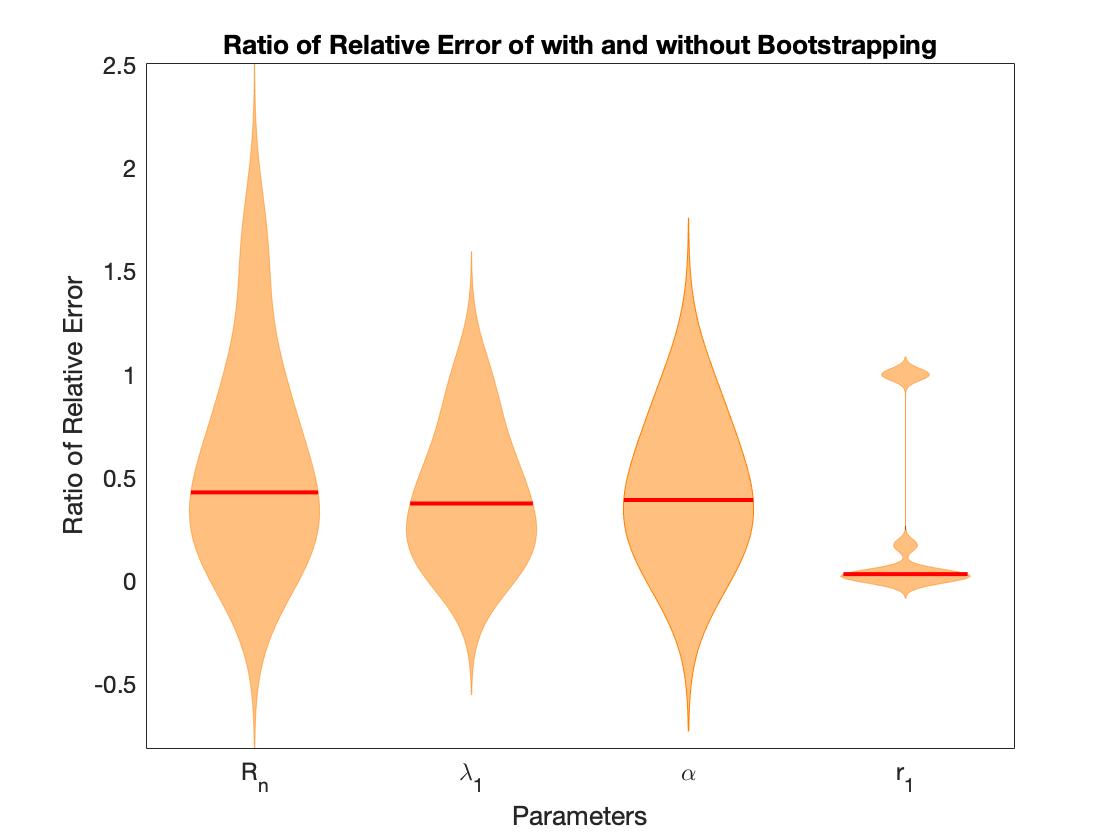 Ratio of Relative Error of with and without Bootstrapping
2.5
2
1.5
1
0.5
0
-0.5
Ratio of Relative Error
Rₙ λ₁ α r₁
Parameters